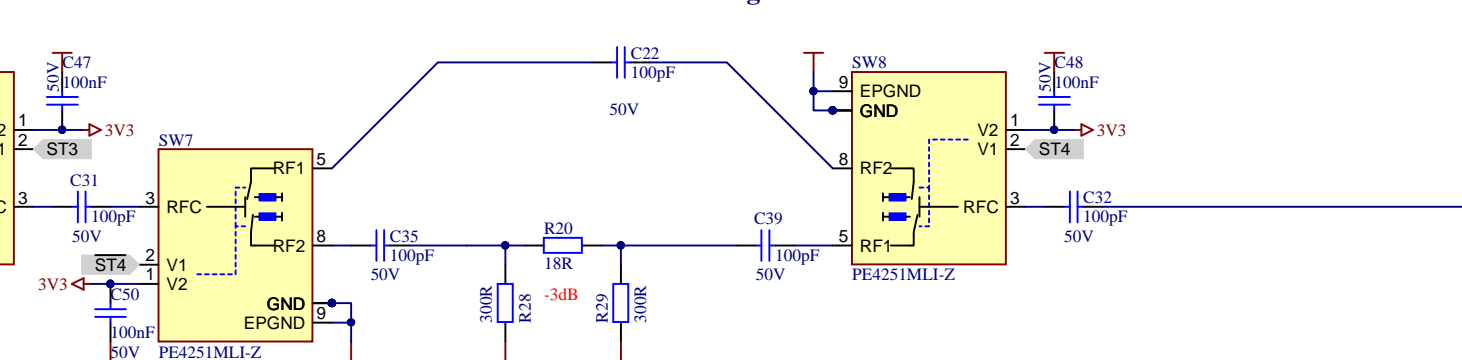 C47
50V
100nF
2
1
3V3
1
2
ST3
C
3
C31
100pF
50V
SW7
3
RFC
RF1
5
RF2
8
ST4
2
V1
3V3
1
V2
GND
EPGND
9
C50
100nF
50V
PE4251MLI-Z
C22
100pF
50V
C35
100pF
50V
R20
18R
-3dB
300R
R28
R29
300R
C39
100pF
50V
SW8
9
EPGND
GND
8
RF2
5
RF1
RFC
3
V2
1
V1
2
PE4251MLI-Z
C48
50V
100nF
3V3
ST4
C32
100pF
50V